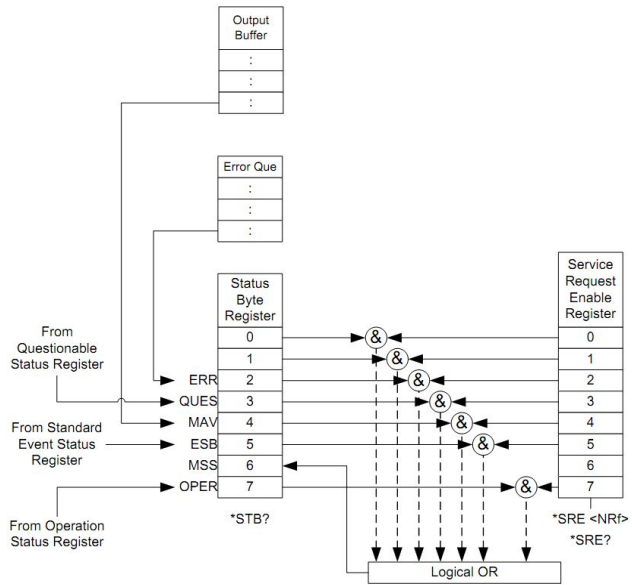 Output
Buffer
:
:
:
Error Que
:
:
:
Status
Byte
Register
0
1
2
3
4
5
6
7
*STB?
From
Questionable
Status Register
ERR
QUES
MAV
ESB
MSS
OPER
From Standard
Event Status
Register
From Operation
Status Register
&
&
&
&
&
&
&
Service
Request
Enable
Register
0
1
2
3
4
5
6
7
*SRE <NRf>
*SRE?
Logical OR